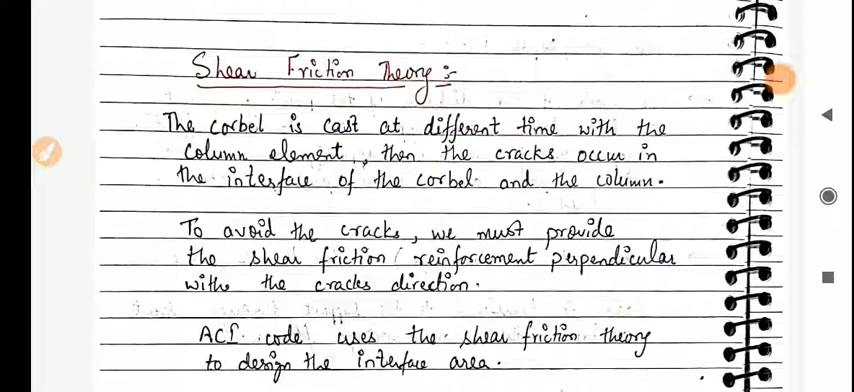 Shear Friction Theory :-
The corbel is cast at different time with the
column element, then the cracks occur in
the interface of the corbel and the column.
To avoid the cracks, we must provide
the shear friction reinforcement perpendicular
with the cracks direction.
ACI code uses the shear friction theory
to design the interface area.